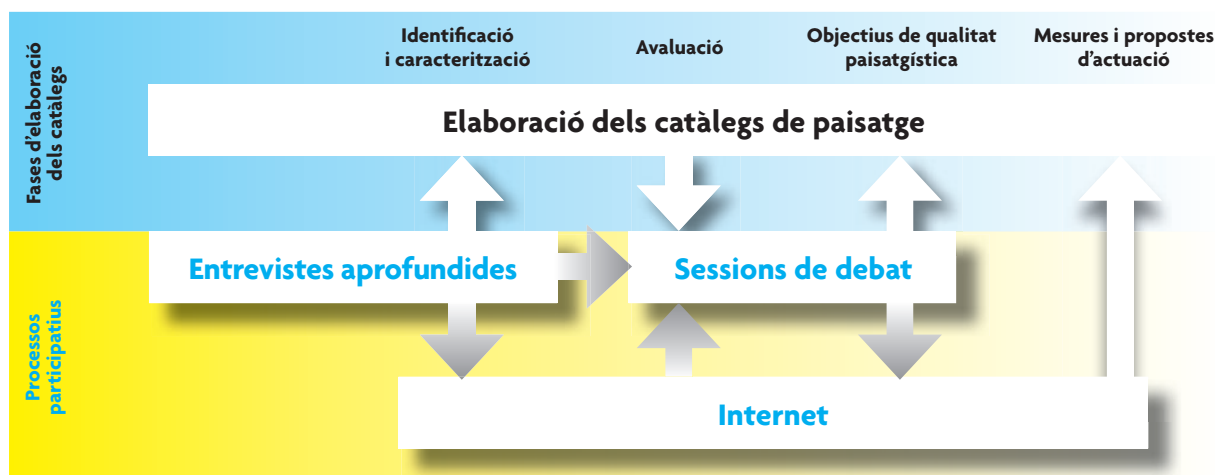 Fases d’elaboració
dels catàlegs
Identificació
i caracterització
Avaluació
Objectius de qualitat
paisatgística
Mesures i propostes
d’actuació
Elaboració dels catàlegs de paisatge
Processos
participatius
Entrevistes aprofundides
Sessions de debat
Internet